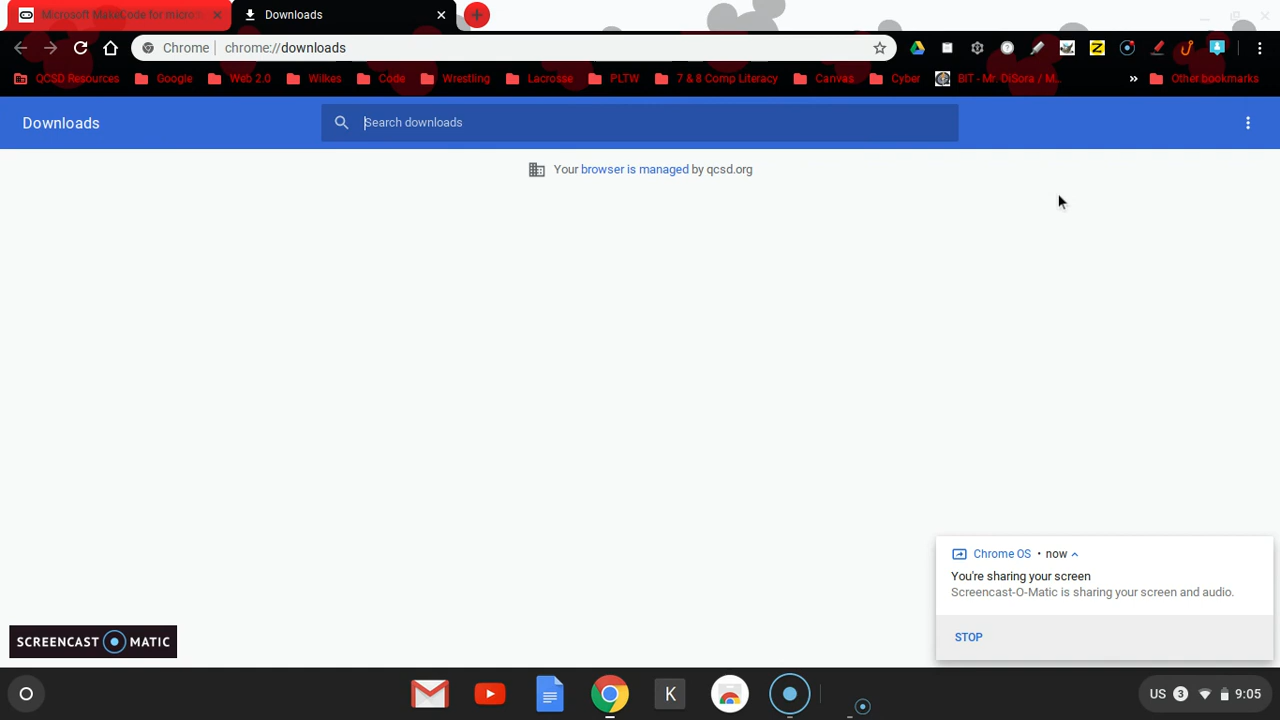 Microsoft MakeCode for micro:
Downloads
Chrome
chrome://downloads
QCSD Resources
Google
Web 2.0
Wilkes
Code
Wrestling
Lacrosse
PLTW
7 & 8 Comp Literacy
Canvas
Cyber
BIT - Mr. DiSora / M...
»
Other bookmarks
Downloads
Search downloads
Your browser is managed by qcsd.org
Chrome OS • now
You're sharing your screen
Screencast-O-Matic is sharing your screen and audio.
STOP
SCREENCAST MATIC
K
US 3 9:05